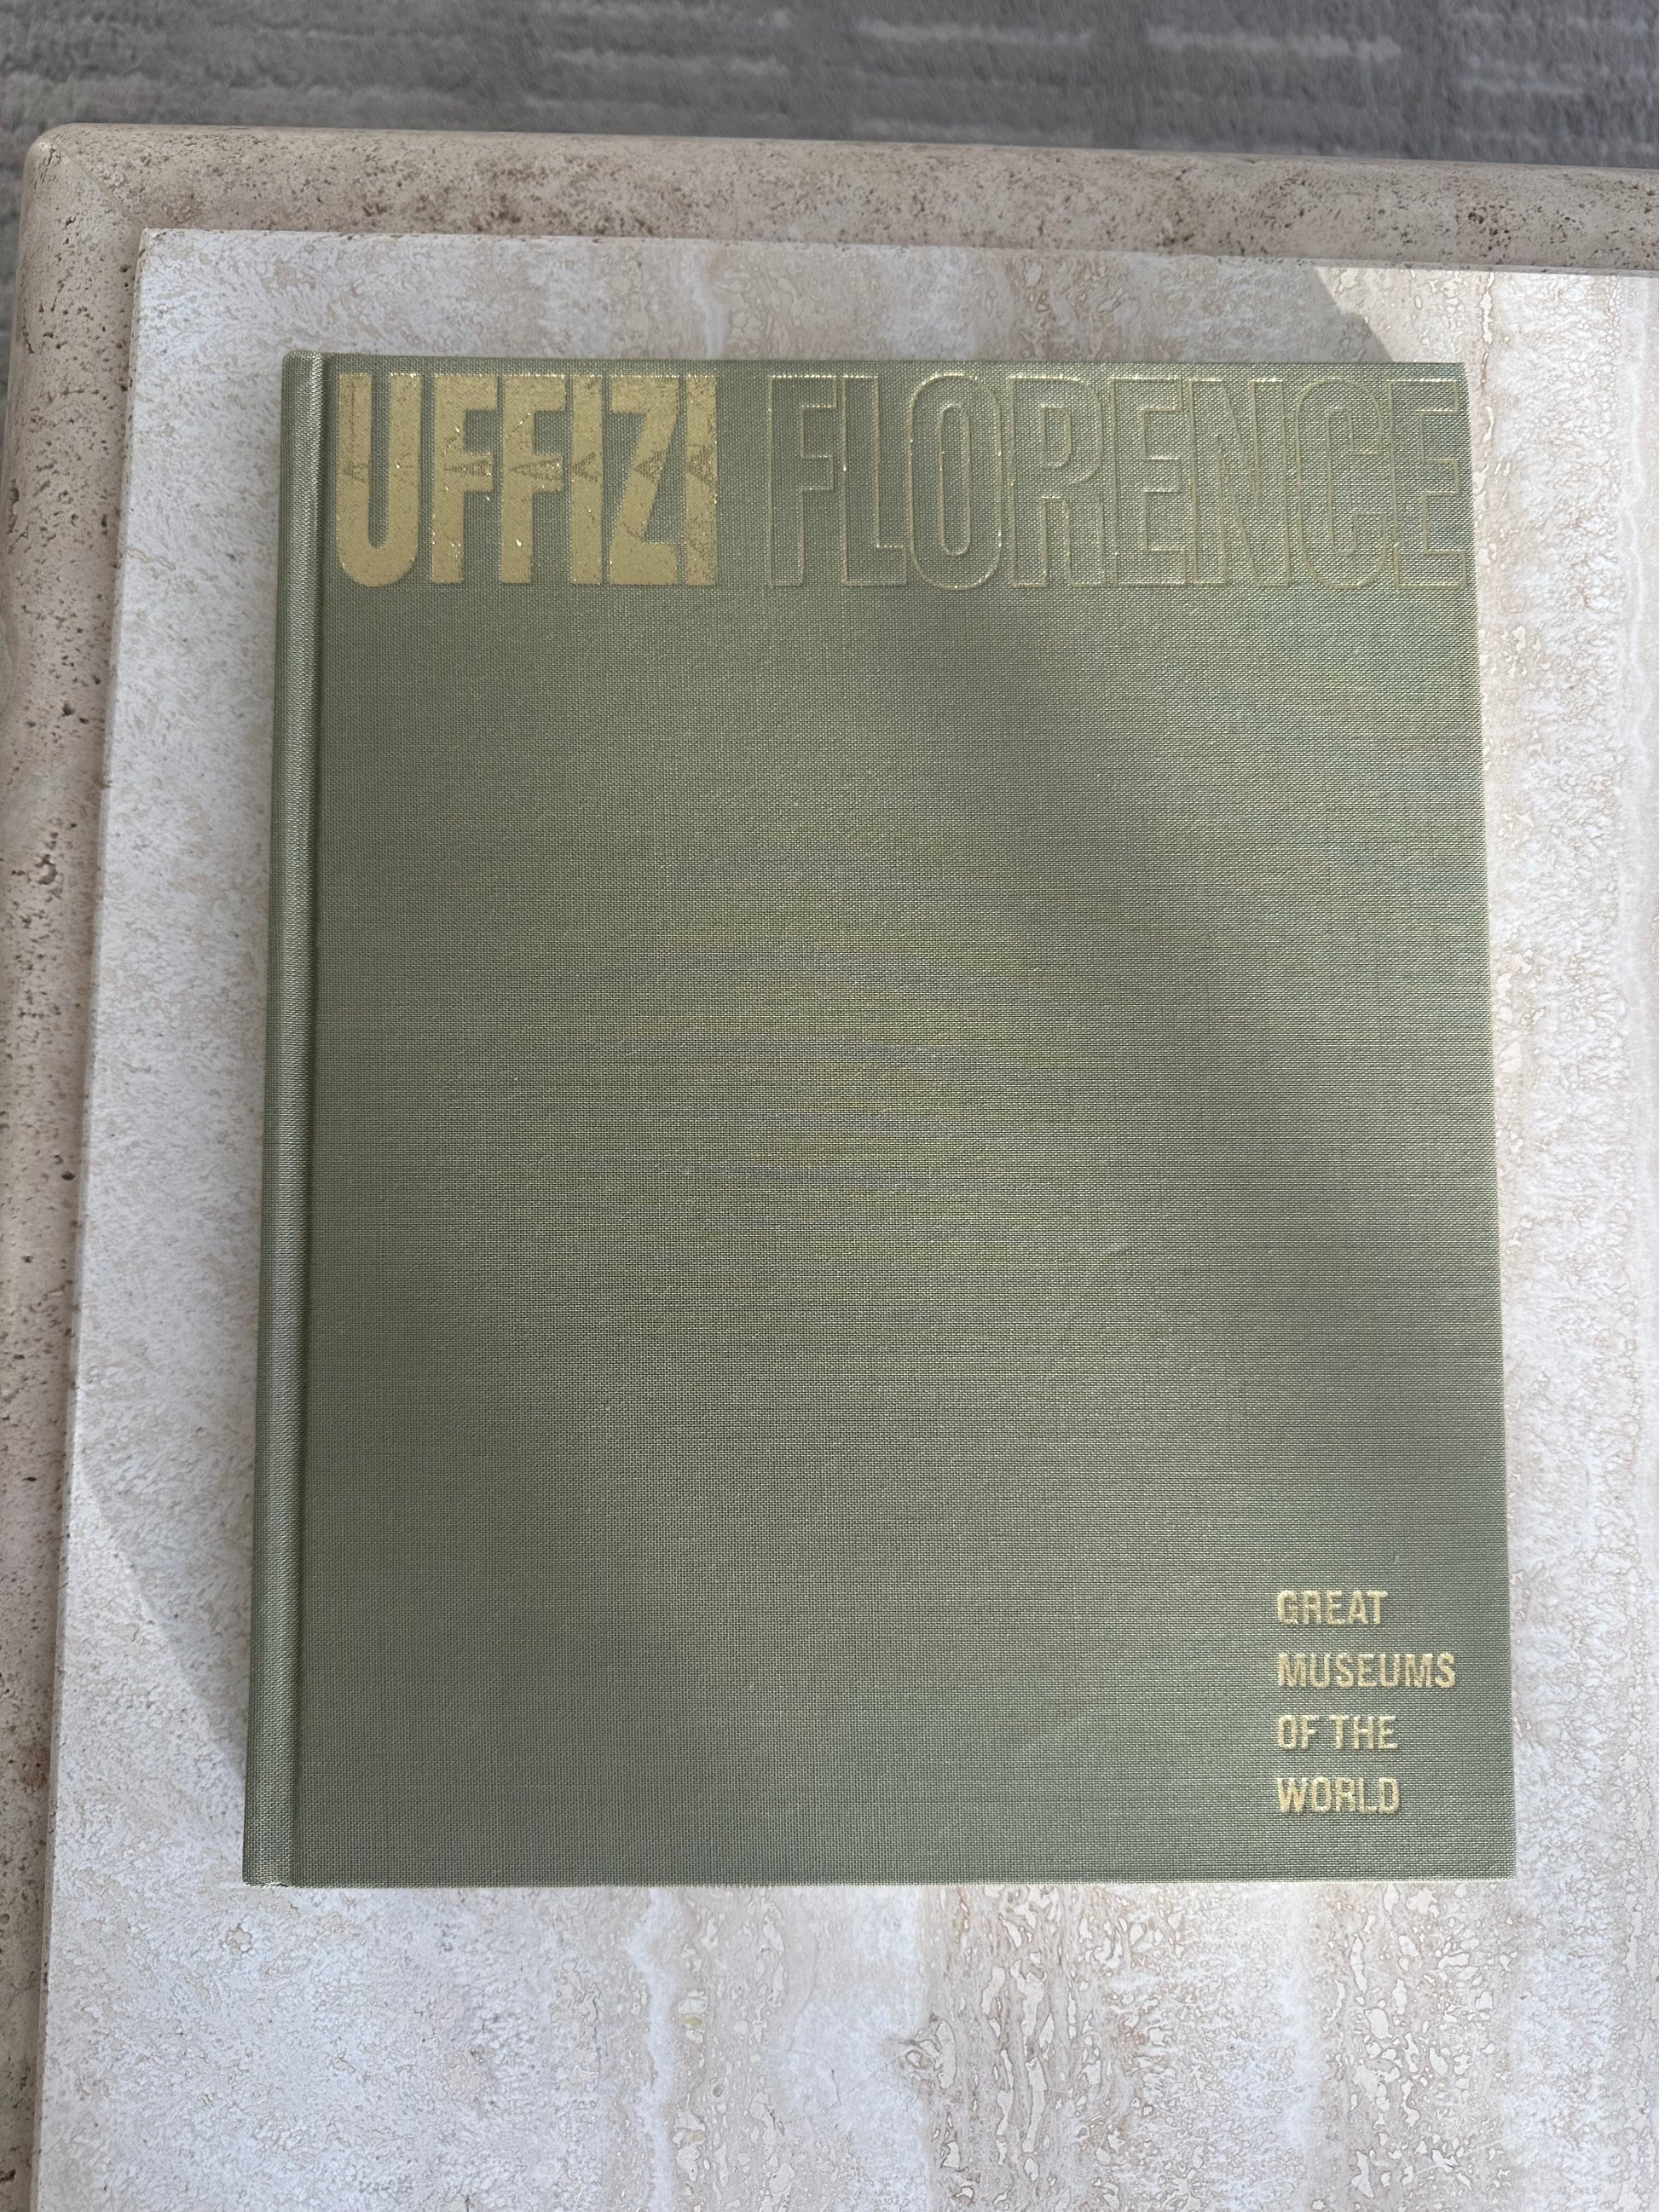 UFFIZI FLORENCE
GREAT
MUSEUMS
OF THE
WORLD